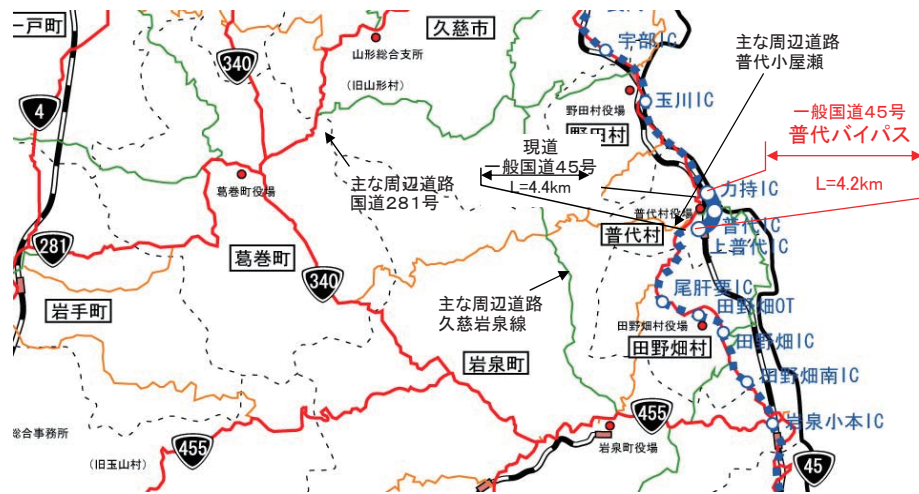 一戸町
久慈市
宇部IC
主な周辺道路
普代小屋瀬
340
山形総合支所
(旧山形村)
4
野田村役場
玉川IC
一般国道45号
普代バイパス
野田村
現道
一般国道45号
L=4.4km
L=4.2km
葛巻町役場
主な周辺道路
国道281号
力持IC
普代村役場
普代IC
普代村
上普代IC
281
葛巻町
340
尾肝要IC
主な周辺道路
久慈岩泉線
田野畑OT
岩手町
田野畑村役場
田野畑IC
田野畑村
岩泉町
田野畑南IC
455
岩泉小本IC
総合事務所
455
岩泉町役場
(旧玉山村)
45